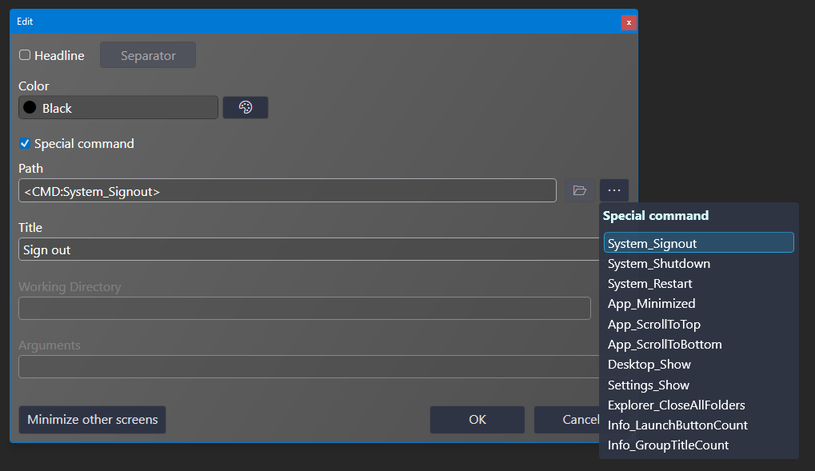 Edit
x
Headline
Separator
Color
Black
Special command
Path
<CMD:System_Signout>
...
Title
Sign out
Working Directory
Arguments
Minimize other screens
OK
Cancel
Special command
System_Signout
System_Shutdown
System_Restart
App_Minimized
App_ScrollToTop
App_ScrollToBottom
Desktop_Show
Settings_Show
Explorer_CloseAllFolders
Info_LaunchButtonCount
Info_GroupTitleCount